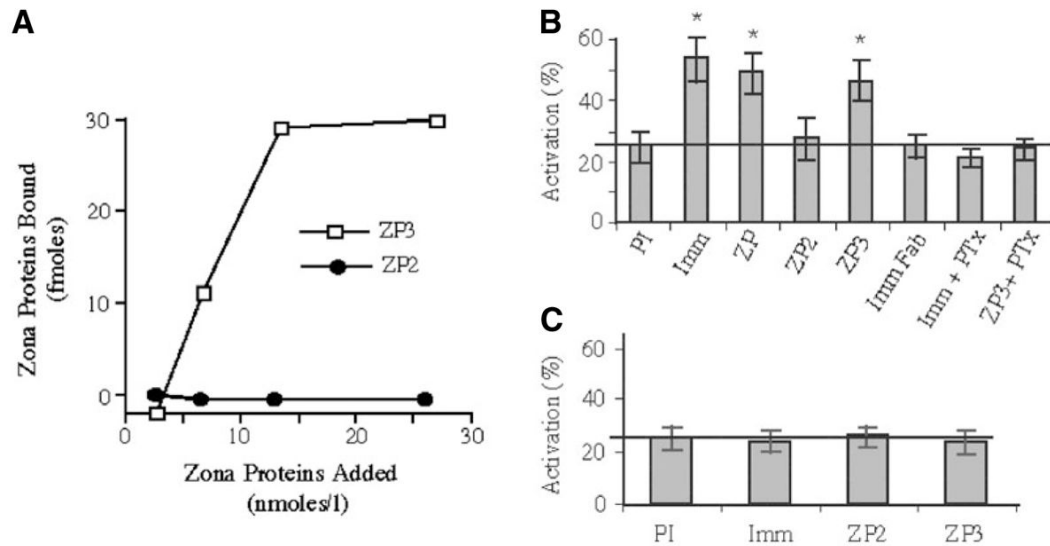 A
Zona Proteins Bound
(fmoles)
30
20
10
0
ZP3
ZP2
0
10
20
30
Zona Proteins Added
(nmoles/l)
B
Activation (%)
60
40
20
0
*
*
*
PI
Imm
ZP
ZP2
ZP3
Imm Fab
Imm + PTx
ZP3+ PTx
C
Activation (%)
60
40
20
0
PI
Imm
ZP2
ZP3